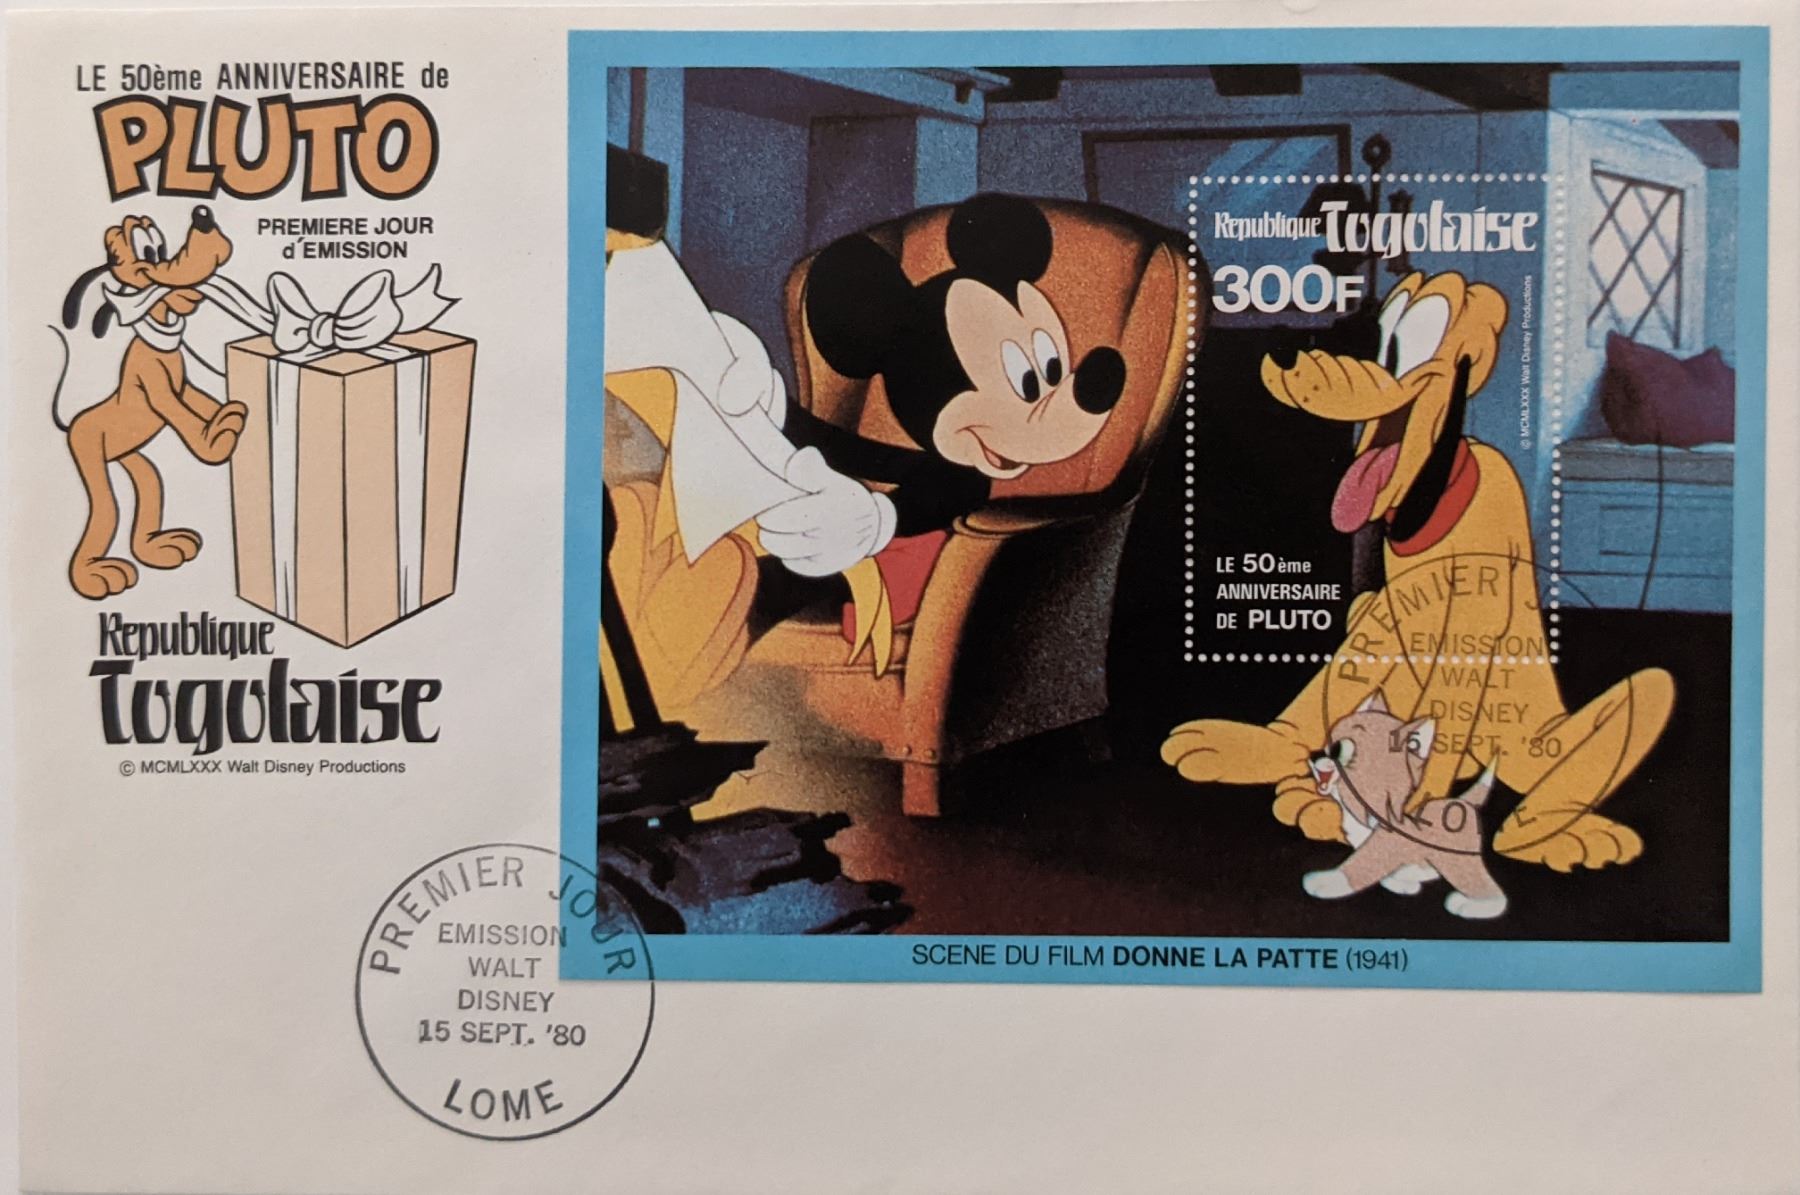 LE 50ème ANNIVERSAIRE de
PLUTO
PREMIERE JOUR
d'EMISSION
Republique
Togolaise
© MCMLXXX Walt Disney Productions
Republique Togolaise
300F
© MCMLXXX Walt Disney Productions
LE 50ème
ANNIVERSAIRE
DE PLUTO
PREMIER J
EMISSION
WALT
DISNEY
15 SEPT. '80
SCENE DU FILM DONNE LA PATTE (1941)
PREMIER JOUR
EMISSION
WALT
DISNEY
15 SEPT. '80
LOME